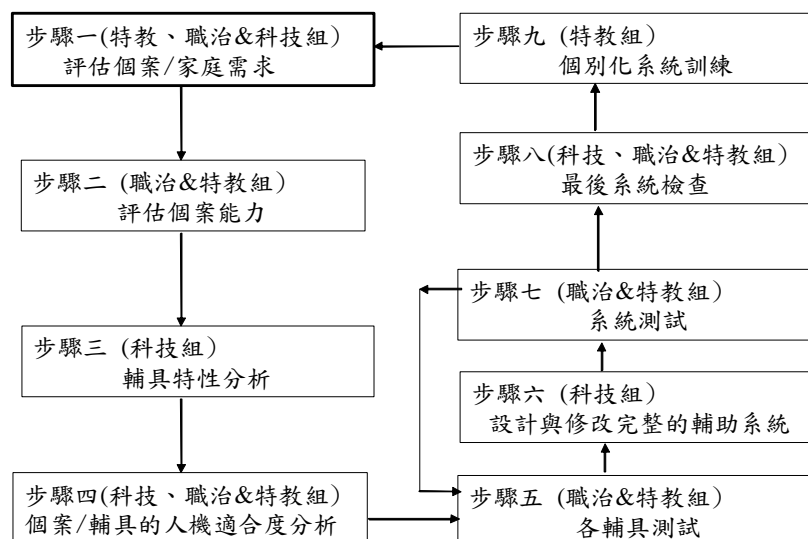 步驟一(特教、職治&科技組)
評估個案/家庭需求
步驟二 (職治&特教組)
評估個案能力
步驟三 (科技組)
輔具特性分析
步驟四(科技、職治&特教組)
個案/輔具的人機適合度分析
步驟五 (職治&特教組)
各輔具測試
步驟六 (科技組)
設計與修改完整的輔助系統
步驟七 (職治&特教組)
系統測試
步驟八(科技、職治&特教組)
最後系統檢查
步驟九 (特教組)
個別化系統訓練